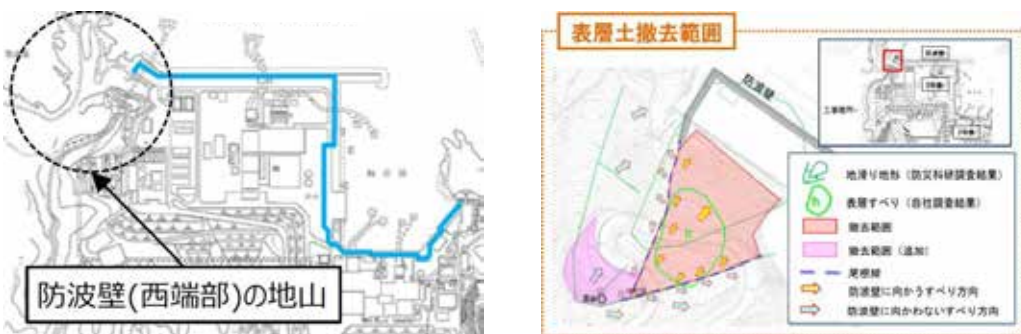 防波壁(西端部)の地山
表層土撤去範囲
防波壁
地滑り地形（防災科研調査結果）
表層すべり（自社調査結果）
撤去範囲
撤去範囲（追加）
尾根線
防波壁に向かうすべり方向
防波壁に向かわないすべり方向